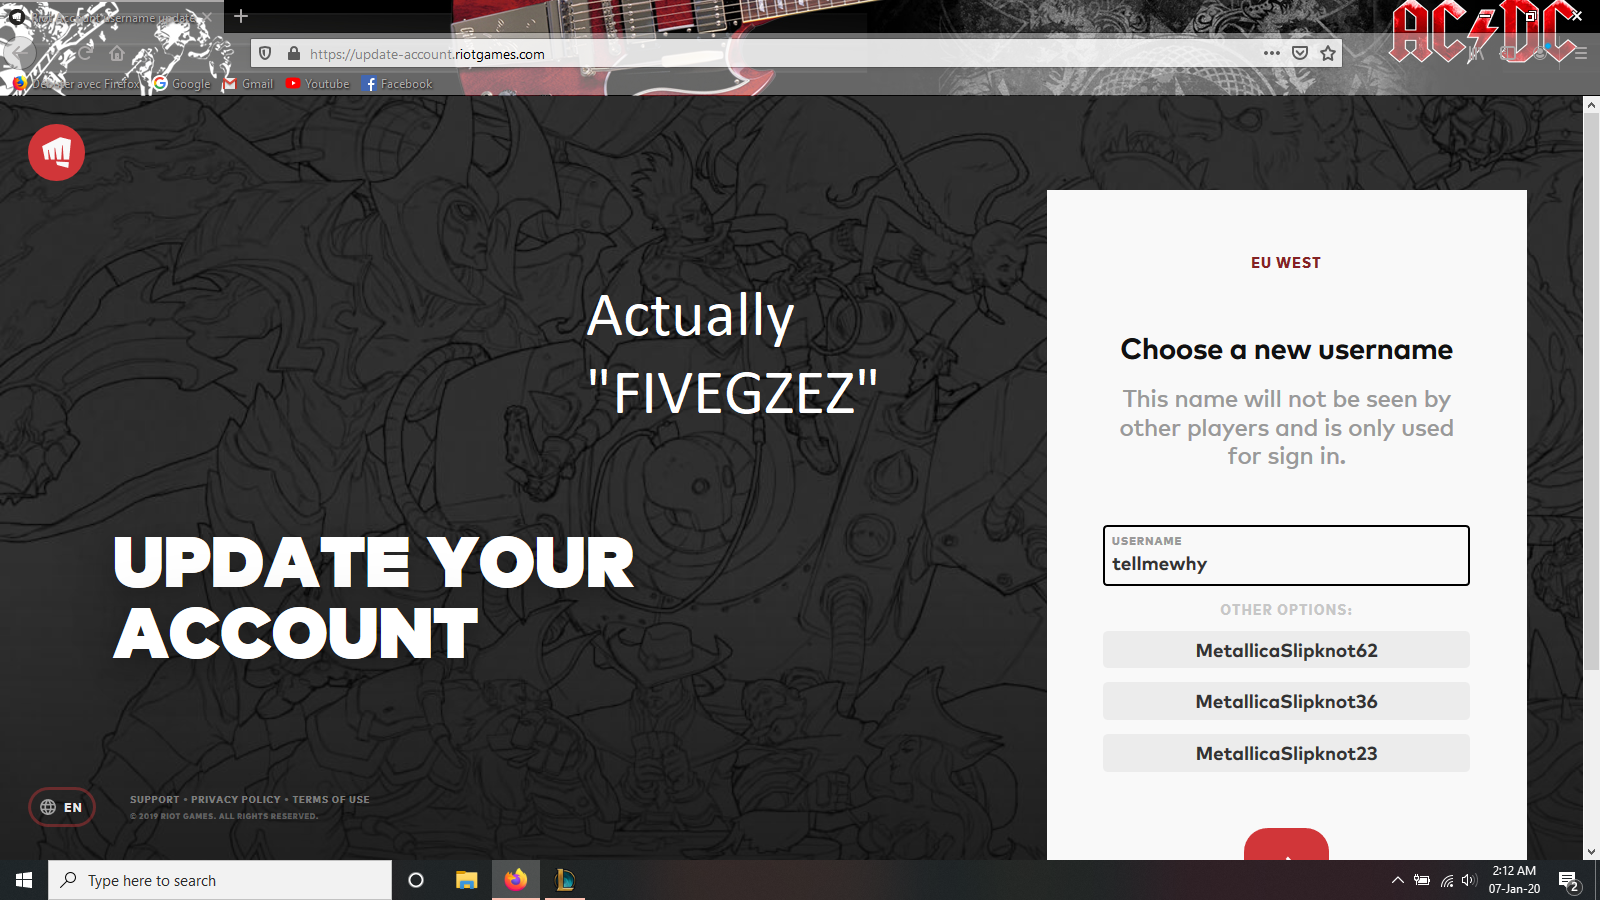 Riot Account username update
AC/DC
https://update-account.riotgames.com
Débuter avec Firefox
Google
Gmail
Youtube
Facebook
EU WEST
Actually
"FIVEGZEZ"
Choose a new username
This name will not be seen by
other players and is only used
for sign in.
UPDATE YOUR
ACCOUNT
USERNAME
tellmewhy
OTHER OPTIONS:
MetallicaSlipknot62
MetallicaSlipknot36
MetallicaSlipknot23
EN
SUPPORT • PRIVACY POLICY • TERMS OF USE
© 2019 RIOT GAMES. ALL RIGHTS RESERVED.
Type here to search
2:12 AM
07-Jan-20
2